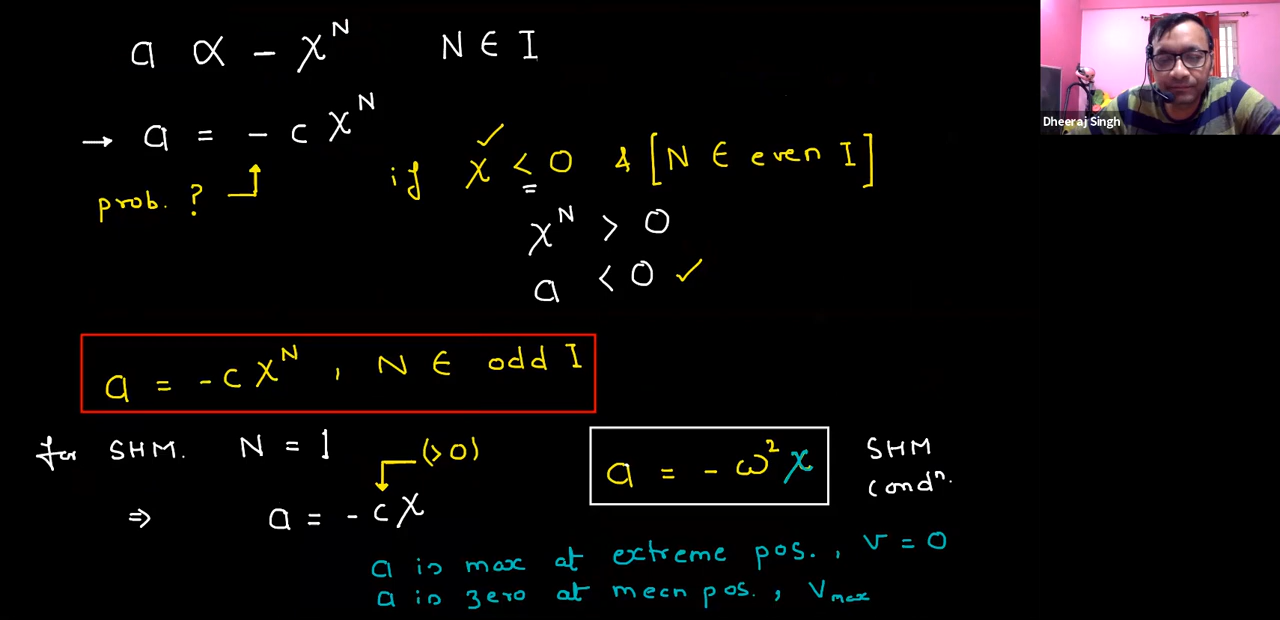 a α - x^N   N ∈ I
→ a = - c x^N
prob. ?
if x < 0 & [N ∈ even I]
x^N > 0
a < 0 ✓
Dheeraj Singh
a = -c x^N , N ∈ odd I
for SHM. N = 1
(>0)
⇒ a = - c x
a = - ω² x
SHM
condⁿ.
a is max at extreme pos. , v = 0
a is zero at mean pos. , Vmax